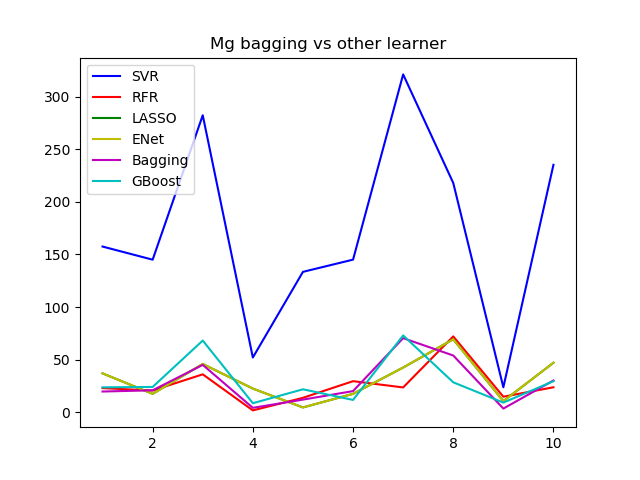 Mg bagging vs other learner
300
250
200
150
100
50
0
SVR
RFR
LASSO
ENet
Bagging
GBoost
2 4 6 8 10